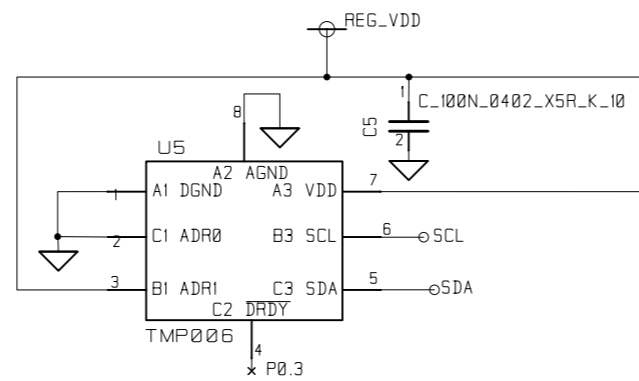 REG_VDD
1
C_100N_0402_X5R_K_10
C5
2
8
U5
A2 AGND
1
A1 DGND
A3 VDD
7
2
C1 ADR0
B3 SCL
6
SCL
3
B1 ADR1
C3 SDA
5
SDA
C2 DRDY
TMP006
4
P0.3